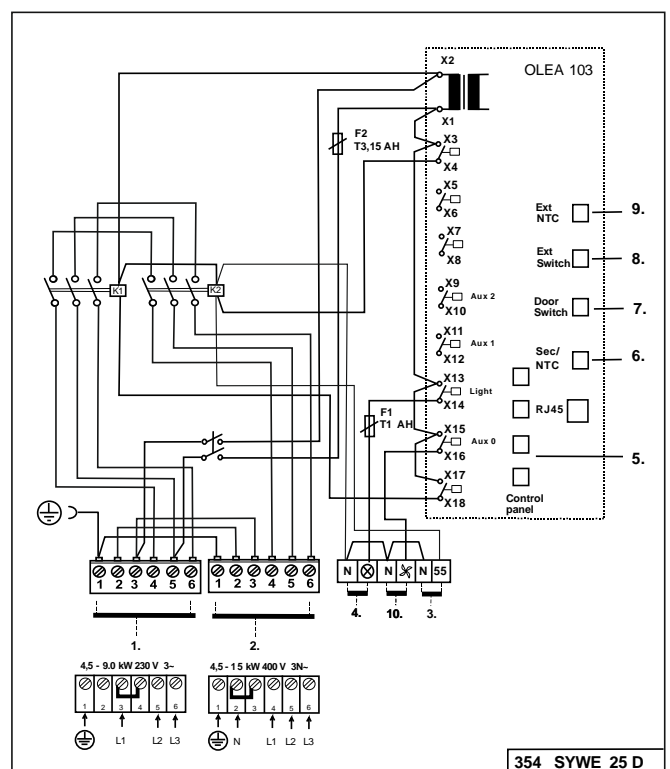 X2
OLEA 103
X1
F2
T3,15 AH
X3
X4
X5
X6
Ext
NTC
9.
X7
X8
Ext
Switch
8.
K1
K2
X9
X10
Aux 2
Door
Switch
7.
X11
X12
Aux 1
Sec/
NTC
6.
X13
X14
Light
F1
T1 AH
RJ45
X15
X16
Aux 0
5.
X17
X18
Control
panel
1 2 3 4 5 6
1 2 3 4 5 6
N N N 55
4. 10. 3.
1. 2.
4,5 - 9.0 kW 230 V 3~
4,5 - 15 kW 400 V 3N~
1 2 3 4 5 6
1 2 3 4 5 6
L1 L2 L3
N L1 L2 L3
354 SYWE 25 D